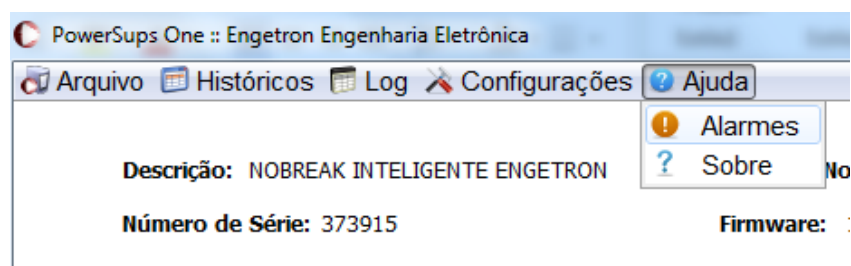 PowerSups One :: Engetron Engenharia Eletrônica
Arquivo Históricos Log Configurações Ajuda
Alarmes
Sobre
Descrição: NOBREAK INTELIGENTE ENGETRON No
Número de Série: 373915 Firmware: